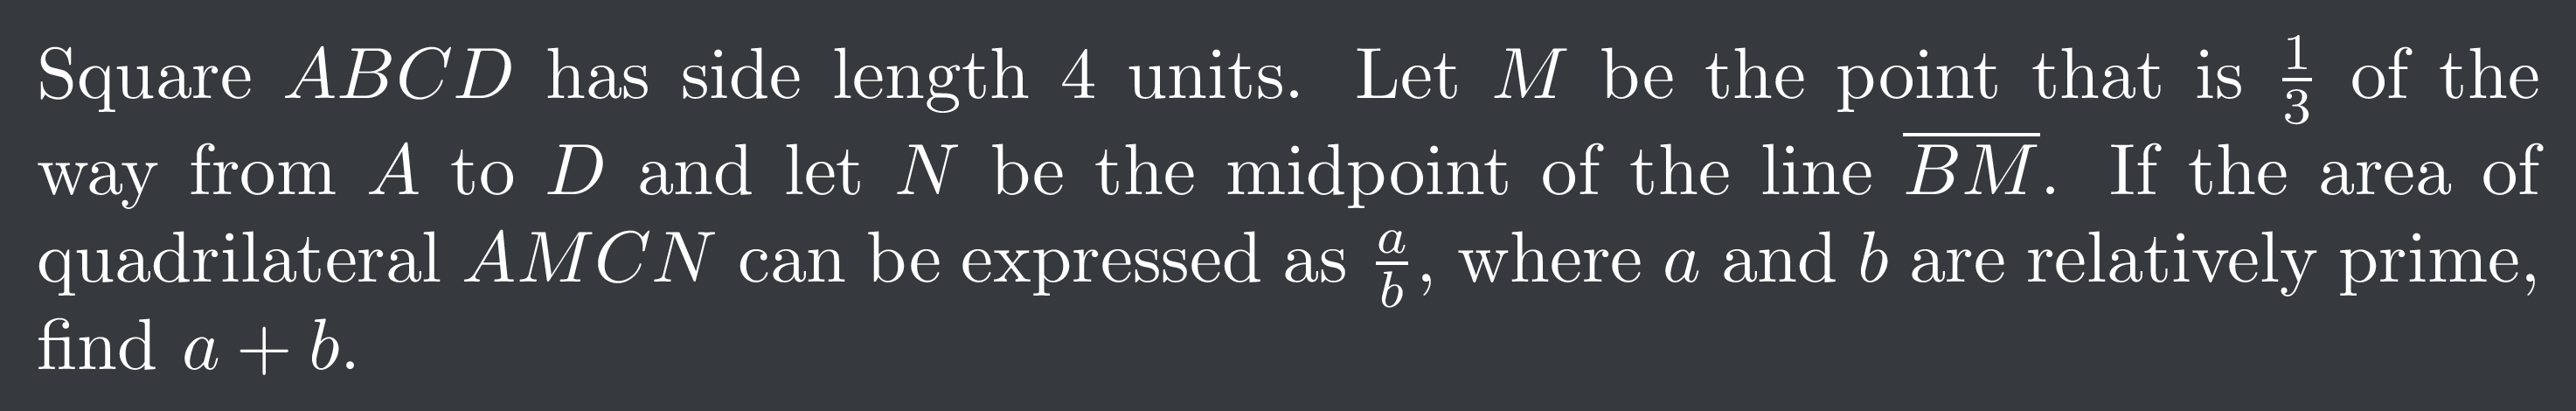 Square $ABCD$ has side length 4 units. Let $M$ be the point that is $\frac{1}{3}$ of the
way from $A$ to $D$ and let $N$ be the midpoint of the line $\overline{BM}$. If the area of
quadrilateral $AMCN$ can be expressed as $\frac{a}{b}$, where $a$ and $b$ are relatively prime,
find $a + b$.